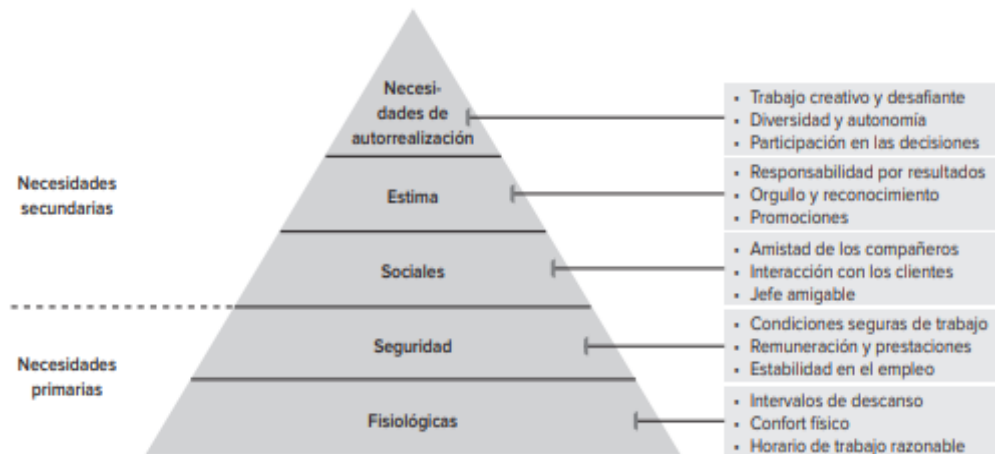 Necesi-
dades de
autorrealización
▪ Trabajo creativo y desafiante
▪ Diversidad y autonomía
▪ Participación en las decisiones
Necesidades
secundarias
Estima
▪ Responsabilidad por resultados
▪ Orgullo y reconocimiento
▪ Promociones
Sociales
▪ Amistad de los compañeros
▪ Interacción con los clientes
▪ Jefe amigable
Necesidades
primarias
Seguridad
▪ Condiciones seguras de trabajo
▪ Remuneración y prestaciones
▪ Estabilidad en el empleo
Fisiológicas
▪ Intervalos de descanso
▪ Confort físico
▪ Horario de trabajo razonable